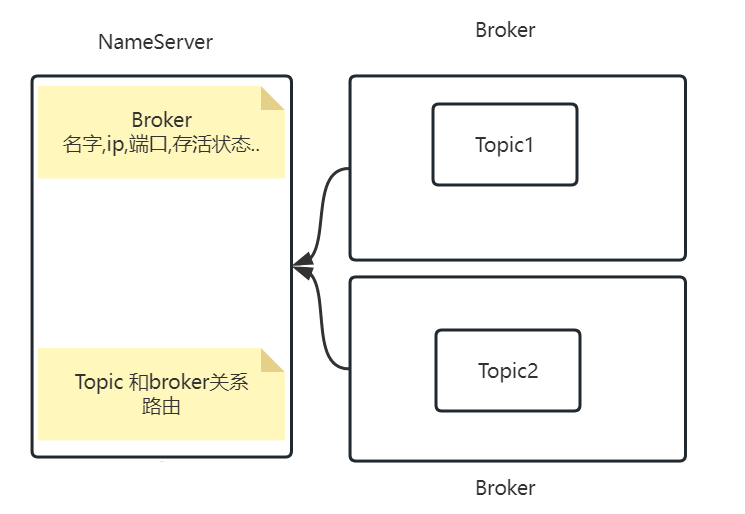 NameServer
Broker
名字,ip,端口,存活状态..
Topic 和broker关系
路由
Broker
Topic1
Topic2
Broker